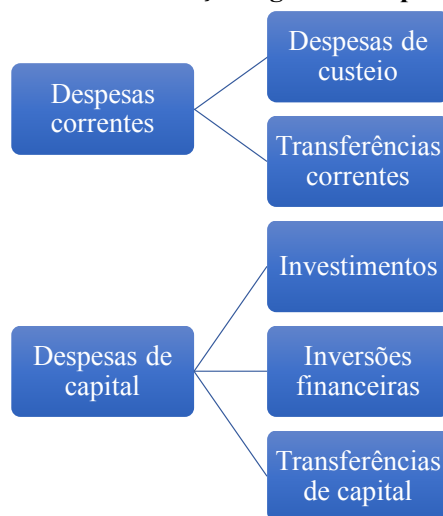 Despesas
correntes
Despesas de
custeio
Transferências
correntes
Despesas de
capital
Investimentos
Inversões
financeiras
Transferências
de capital